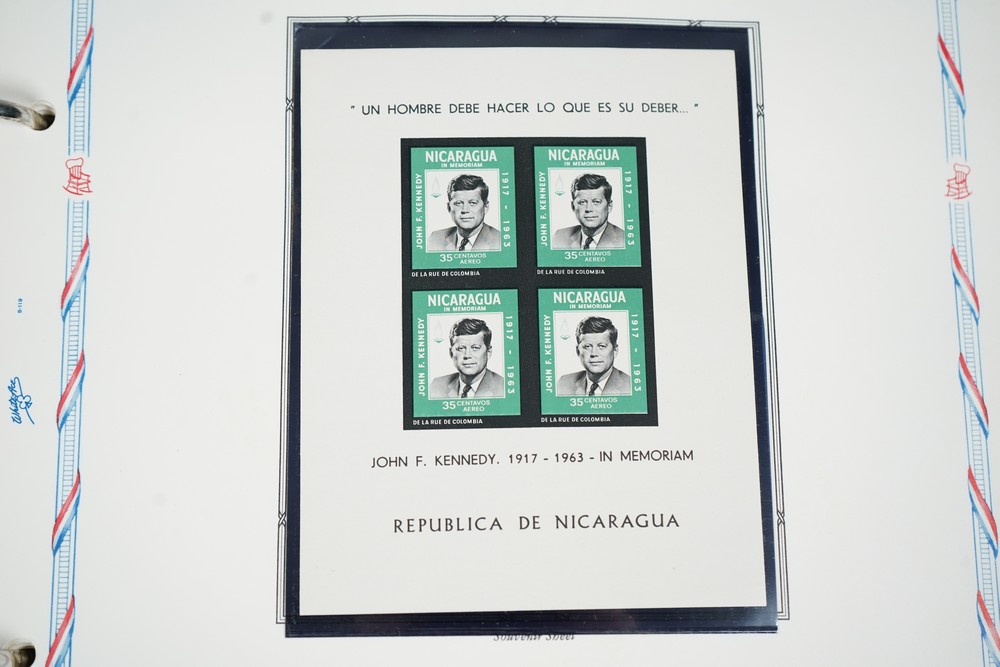 " UN HOMBRE DEBE HACER LO QUE ES SU DEBER... "
NICARAGUA
IN MEMORIAM
JOHN F. KENNEDY
1917 - 1963
35 CENTAVOS
AEREO
DE LA RUE DE COLOMBIA
NICARAGUA
IN MEMORIAM
JOHN F. KENNEDY
1917 - 1963
35 CENTAVOS
AEREO
DE LA RUE DE COLOMBIA
NICARAGUA
IN MEMORIAM
JOHN F. KENNEDY
1917 - 1963
35 CENTAVOS
AEREO
DE LA RUE DE COLOMBIA
NICARAGUA
IN MEMORIAM
JOHN F. KENNEDY
1917 - 1963
35 CENTAVOS
AEREO
DE LA RUE DE COLOMBIA
JOHN F. KENNEDY. 1917 - 1963 - IN MEMORIAM
REPUBLICA DE NICARAGUA
Souvenir Sheet
White Ace